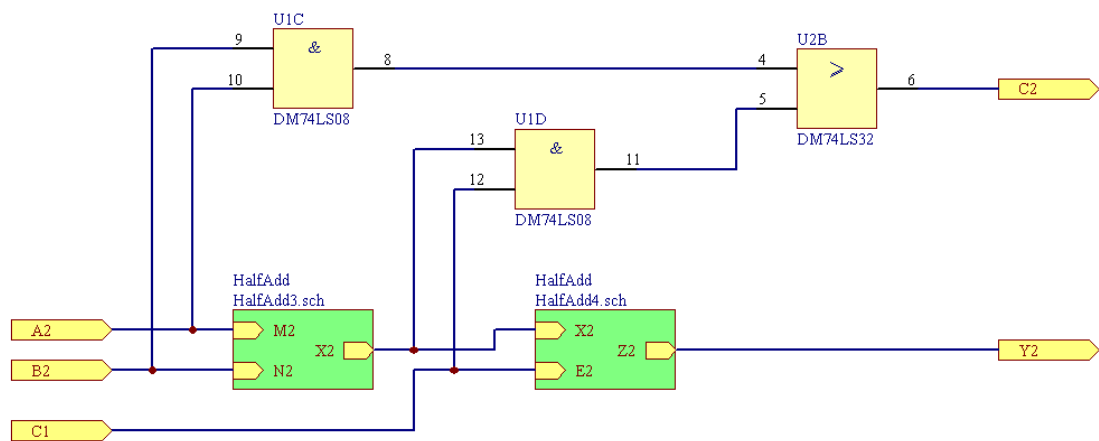 U1C
9
&
8
10
DM74LS08
U2B
4
>
6
5
DM74LS32
C2
U1D
13
&
11
12
DM74LS08
HalfAdd
HalfAdd3.sch
M2
X2
N2
HalfAdd
HalfAdd4.sch
X2
Z2
E2
A2
B2
C1
Y2